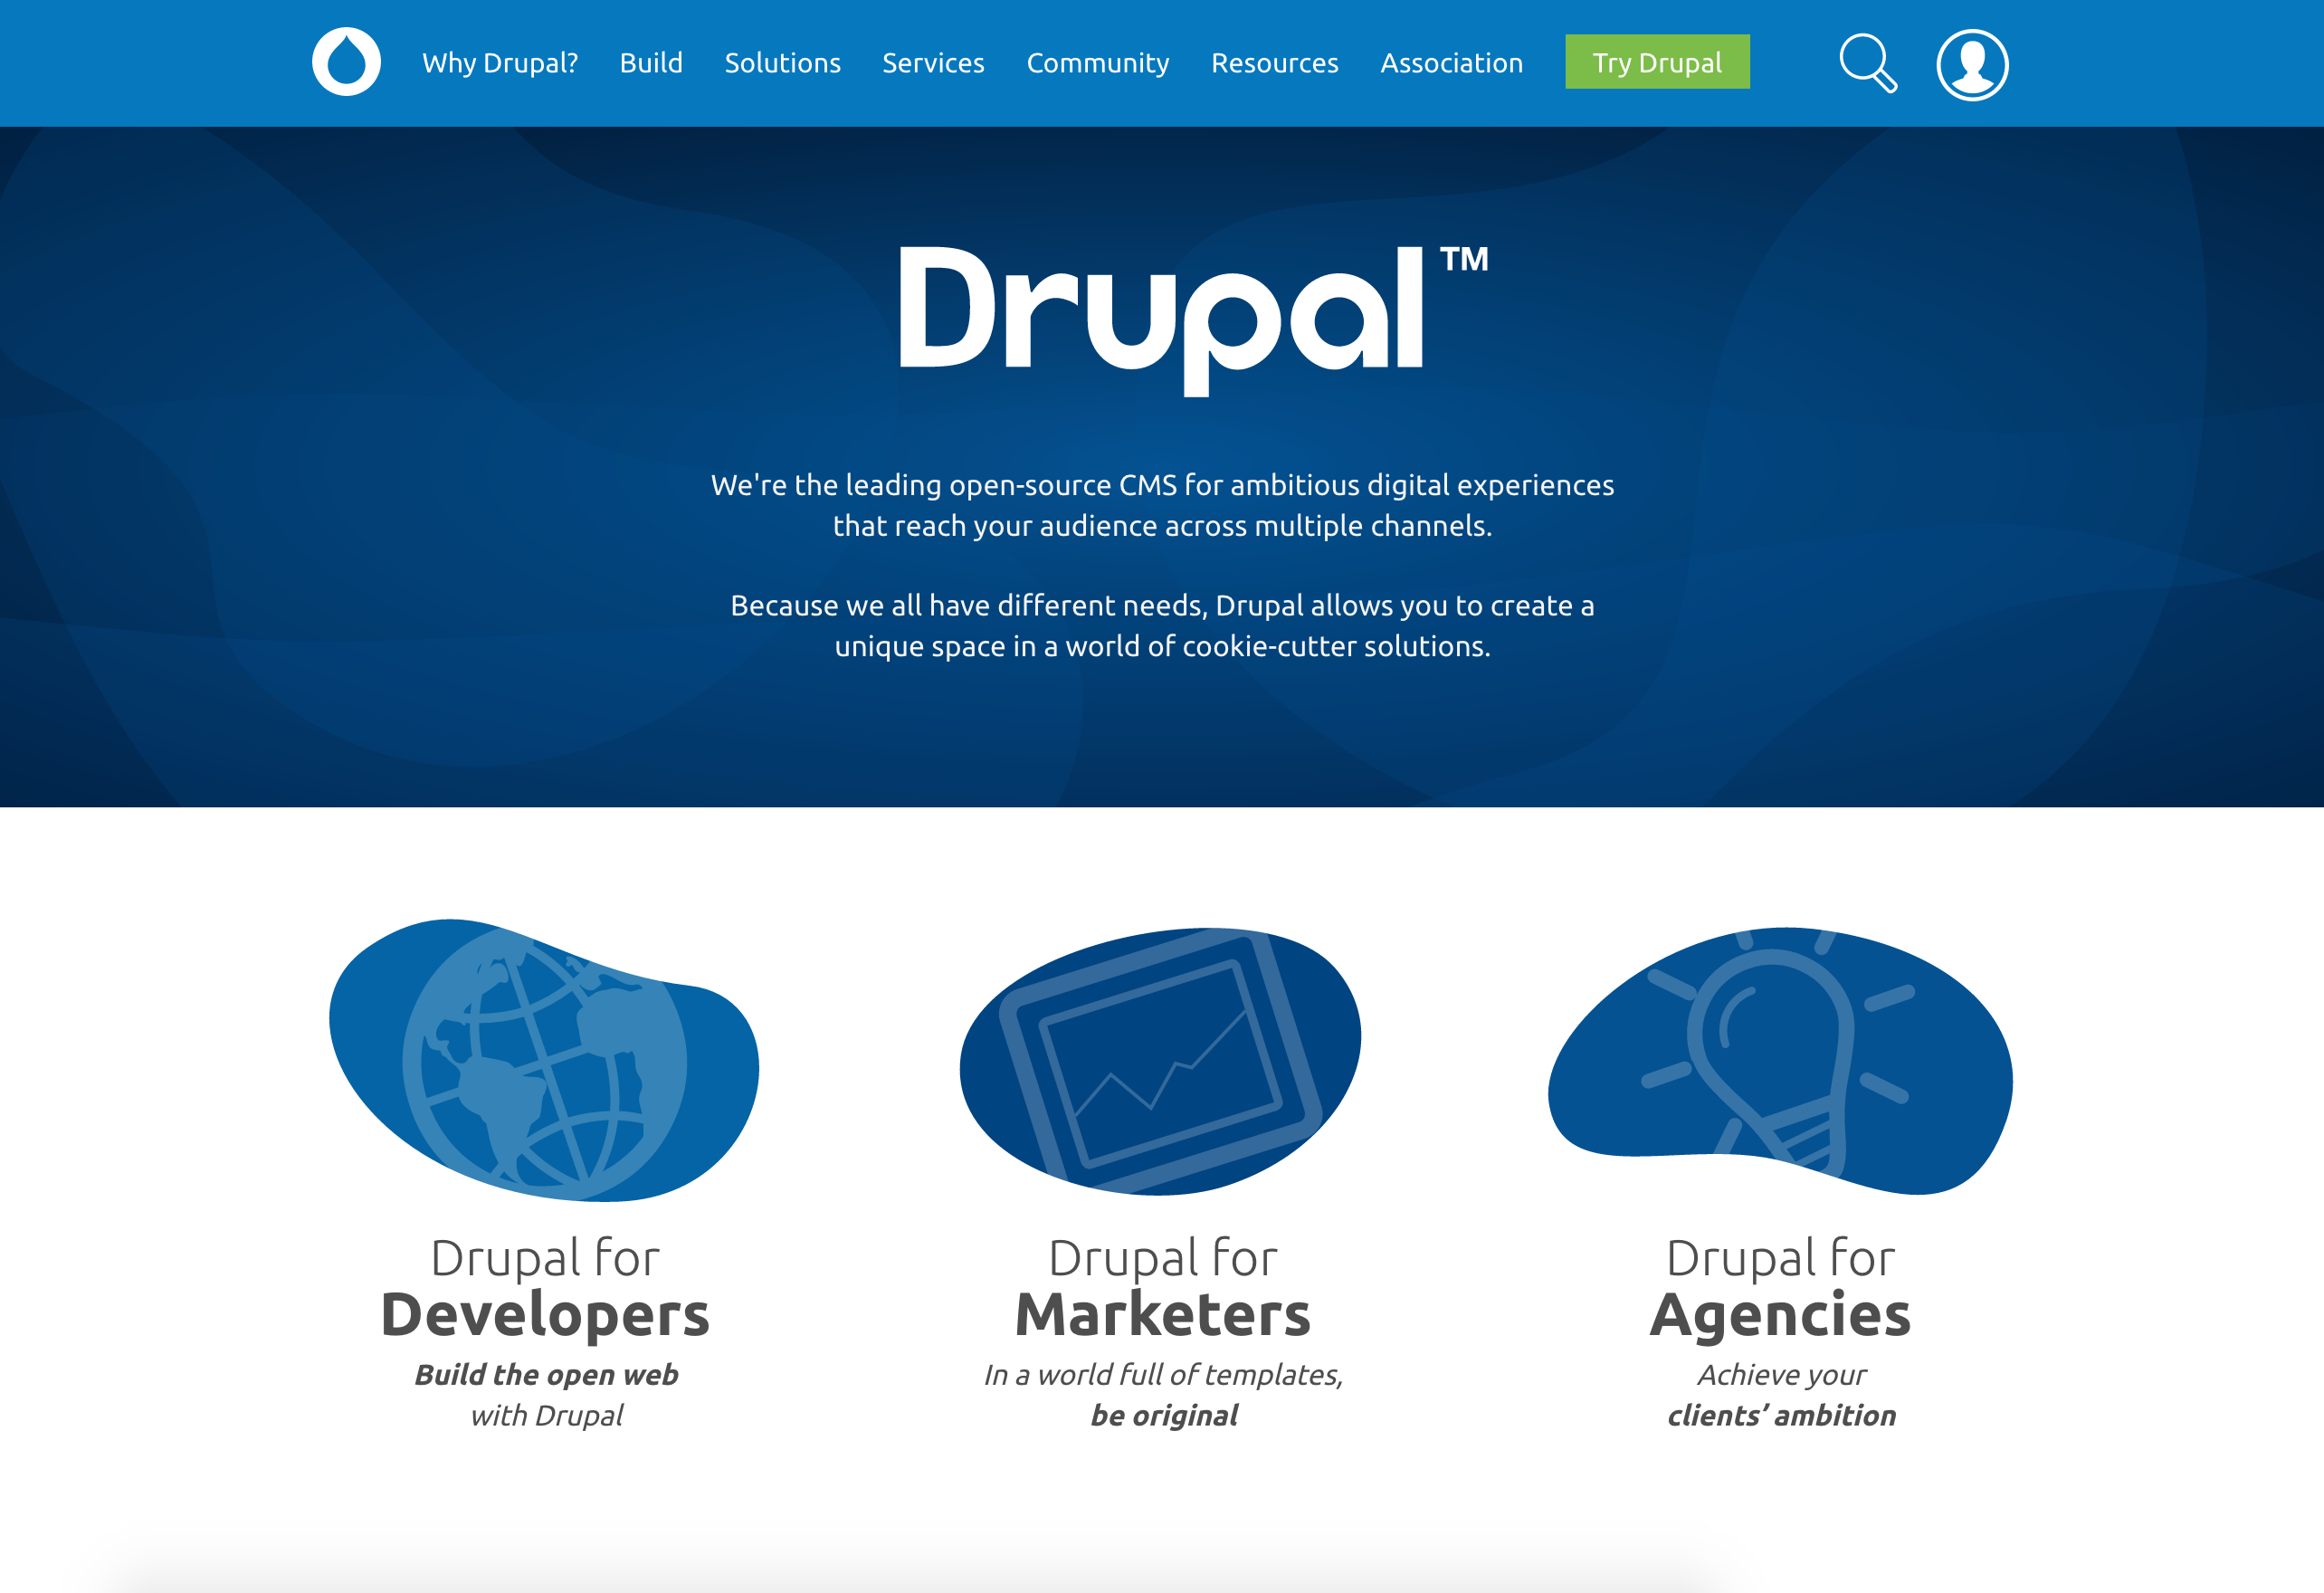 Why Drupal? Build Solutions Services Community Resources Association Try Drupal
Drupal™
We're the leading open-source CMS for ambitious digital experiences
that reach your audience across multiple channels.
Because we all have different needs, Drupal allows you to create a
unique space in a world of cookie-cutter solutions.
Drupal for
Developers
Build the open web
with Drupal
Drupal for
Marketers
In a world full of templates,
be original
Drupal for
Agencies
Achieve your
clients’ ambition